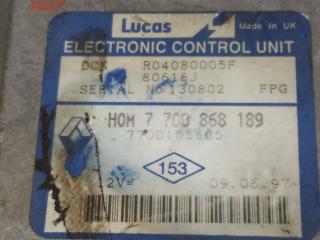 Lucas Made in UK
ELECTRONIC CONTROL UNIT
DCN R04080005F
80616J
SERIAL No 130802 FPG
HOM 7 700 868 189
7700105605
153
12V= 09.06.97